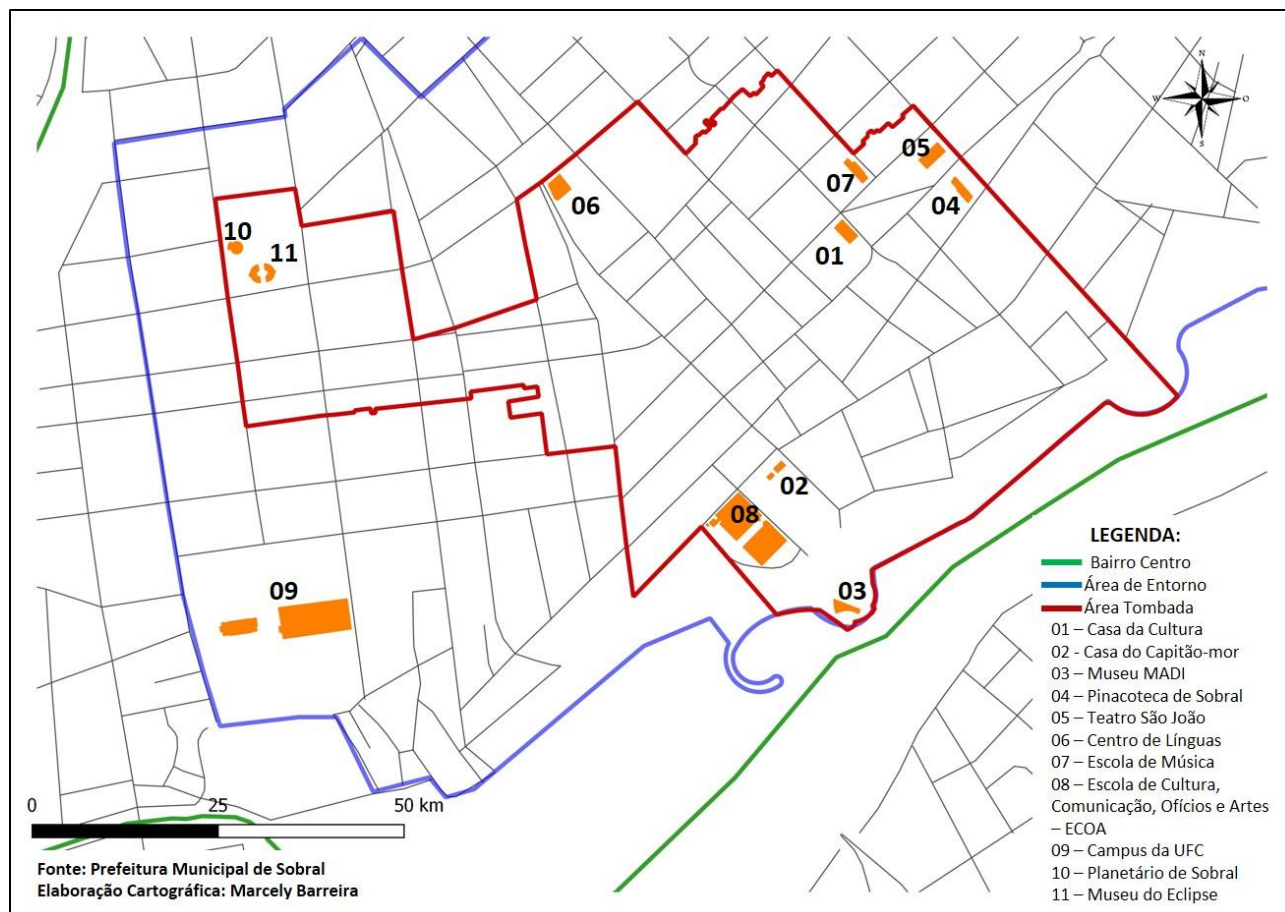 N
W
O
S
05
07
04
06
01
10
11
02
08
03
09
LEGENDA:
Bairro Centro
Área de Entorno
Área Tombada
01 – Casa da Cultura
02 - Casa do Capitão-mor
03 – Museu MADI
04 – Pinacoteca de Sobral
05 – Teatro São João
06 – Centro de Línguas
07 – Escola de Música
08 – Escola de Cultura,
Comunicação, Ofícios e Artes
– ECOA
09 – Campus da UFC
10 – Planetário de Sobral
11 – Museu do Eclipse
0 25 50 km
Fonte: Prefeitura Municipal de Sobral
Elaboração Cartográfica: Marcely Barreira